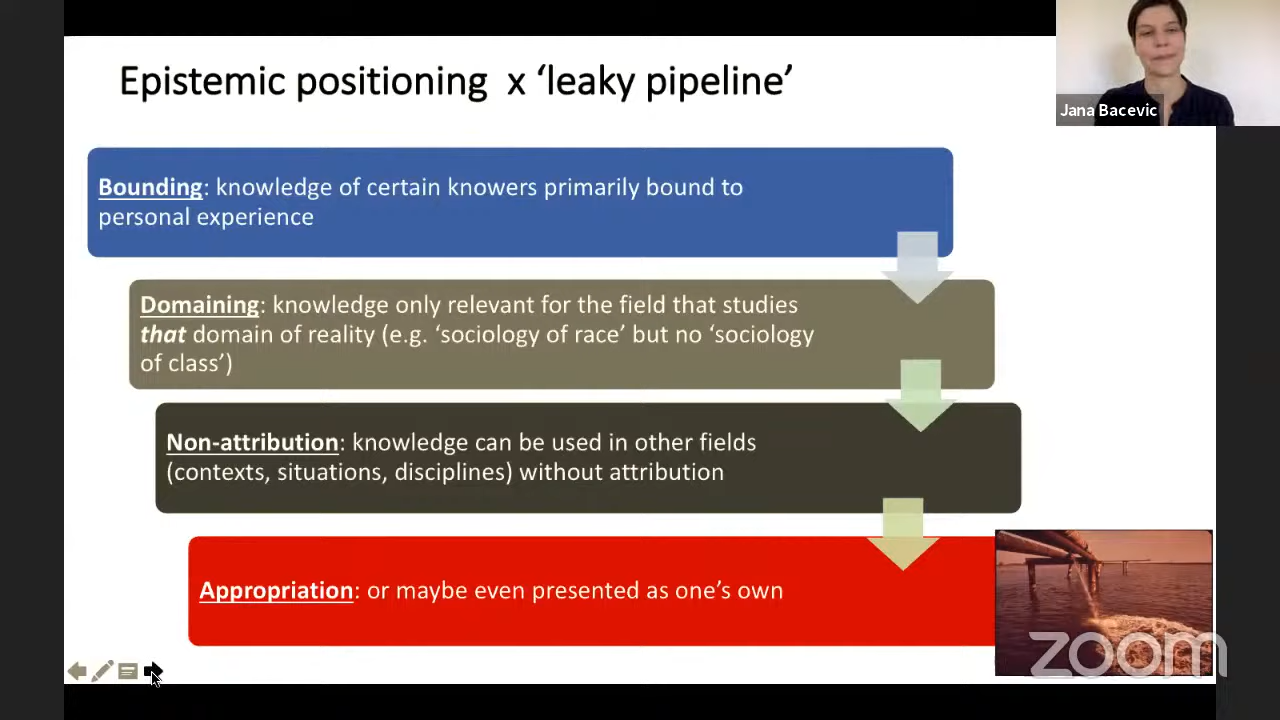 Epistemic positioning x ‘leaky pipeline’
Jana Bacevic
Bounding: knowledge of certain knowers primarily bound to
personal experience
Domaining: knowledge only relevant for the field that studies
that domain of reality (e.g. ‘sociology of race’ but no ‘sociology
of class’)
Non-attribution: knowledge can be used in other fields
(contexts, situations, disciplines) without attribution
Appropriation: or maybe even presented as one’s own
zoom